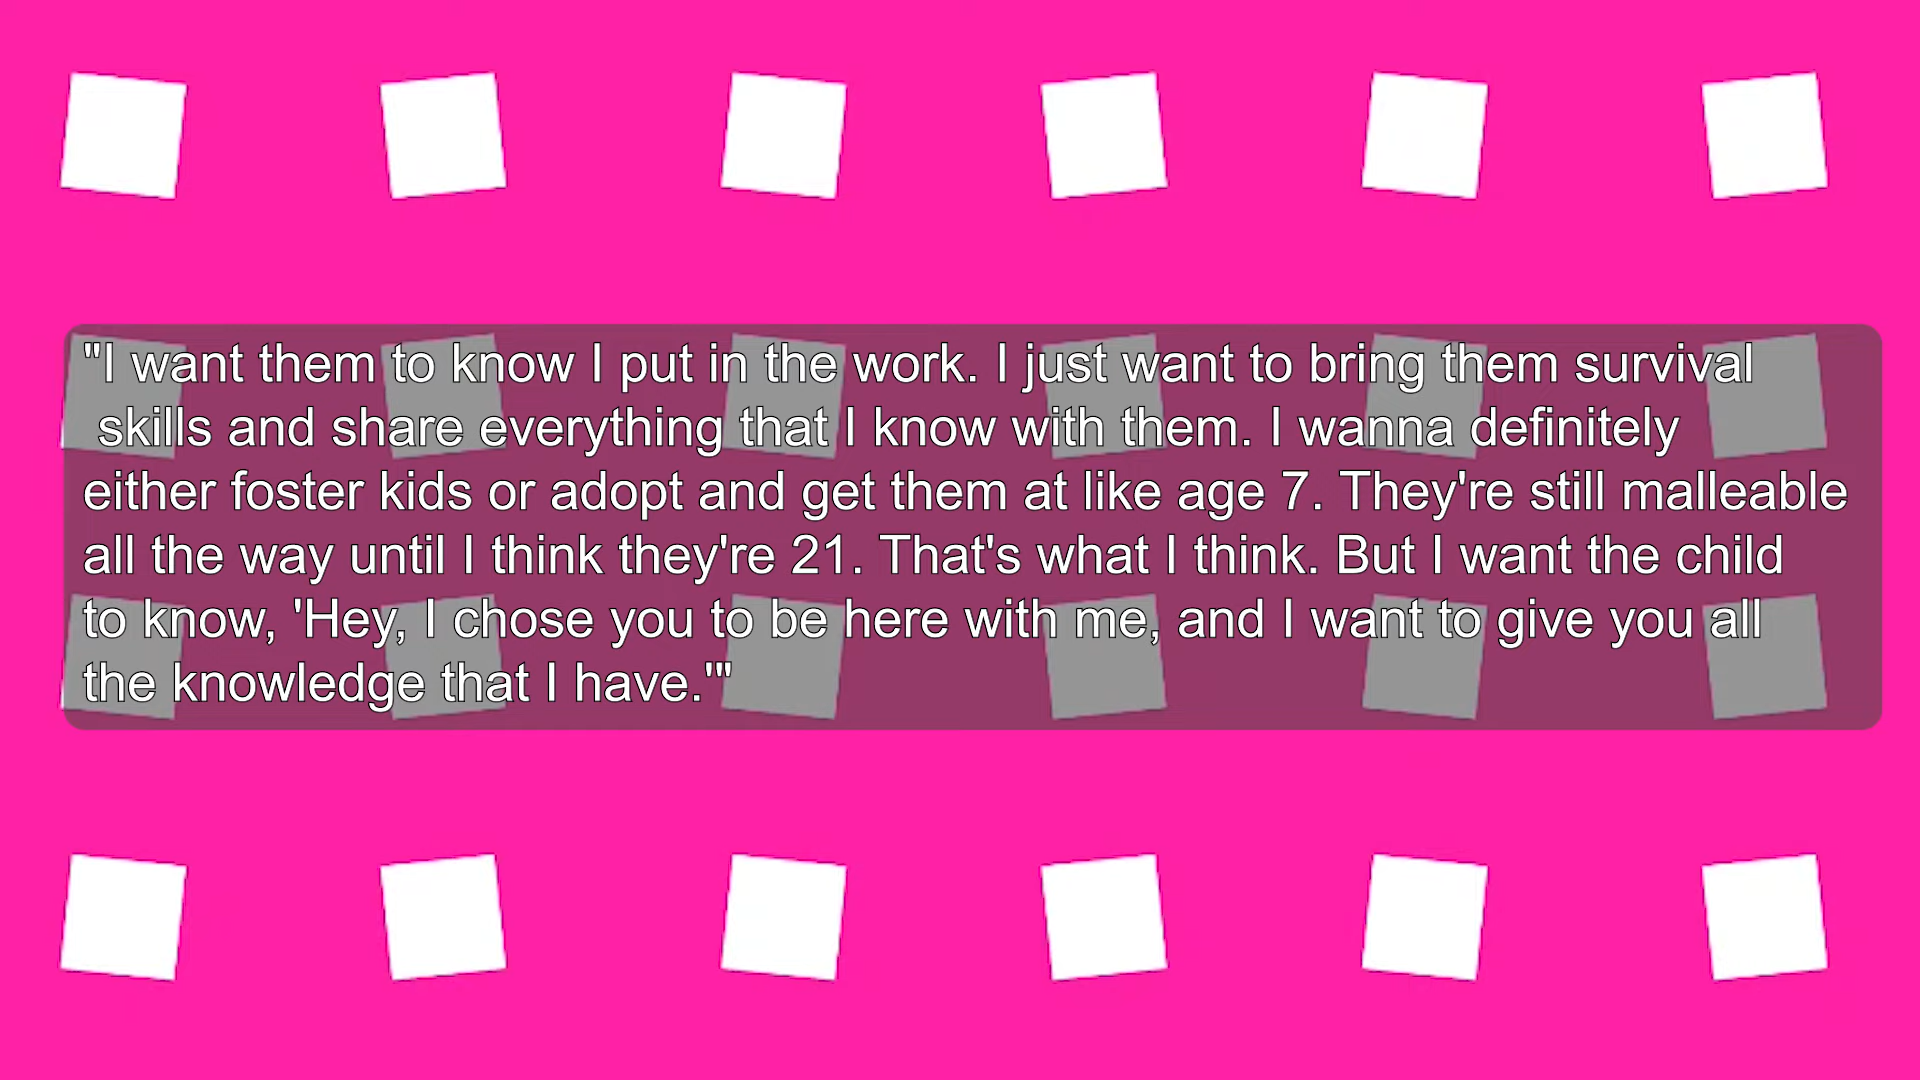 "I want them to know I put in the work. I just want to bring them survival
skills and share everything that I know with them. I wanna definitely
either foster kids or adopt and get them at like age 7. They're still malleable
all the way until I think they're 21. That's what I think. But I want the child
to know, 'Hey, I chose you to be here with me, and I want to give you all
the knowledge that I have.'"